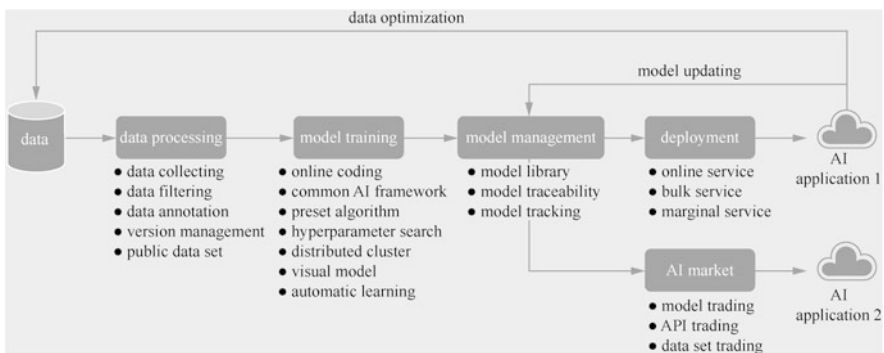 data optimization
model updating
data
data processing
model training
model management
deployment
AI
application 1
● data collecting
● data filtering
● data annotation
● version management
● public data set
● online coding
● common AI framework
● preset algorithm
● hyperparameter search
● distributed cluster
● visual model
● automatic learning
● model library
● model traceability
● model tracking
● online service
● bulk service
● marginal service
AI market
AI
application 2
● model trading
● API trading
● data set trading